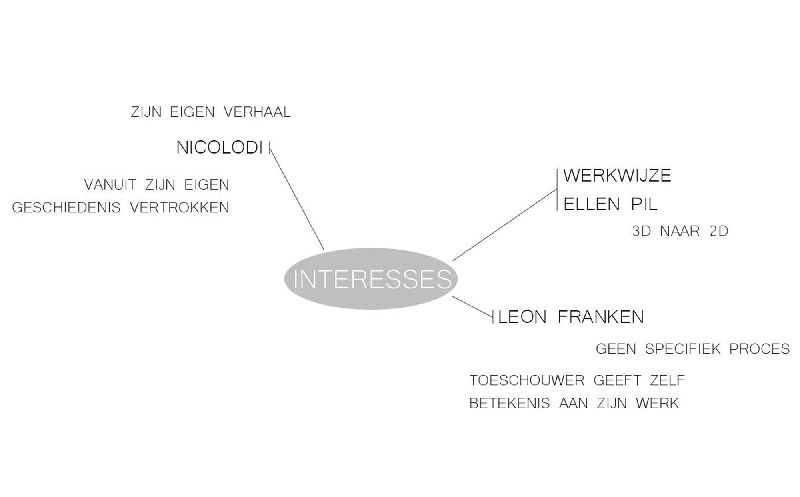 ZIJN EIGEN VERHAAL
NICOLODI
VANUIT ZIJN EIGEN
GESCHIEDENIS VERTROKKEN
WERKWIJZE
ELLEN PIL
3D NAAR 2D
INTERESSES
LEON FRANKEN
GEEN SPECIFIEK PROCES
TOESCHOUWER GEEFT ZELF
BETEKENIS AAN ZIJN WERK